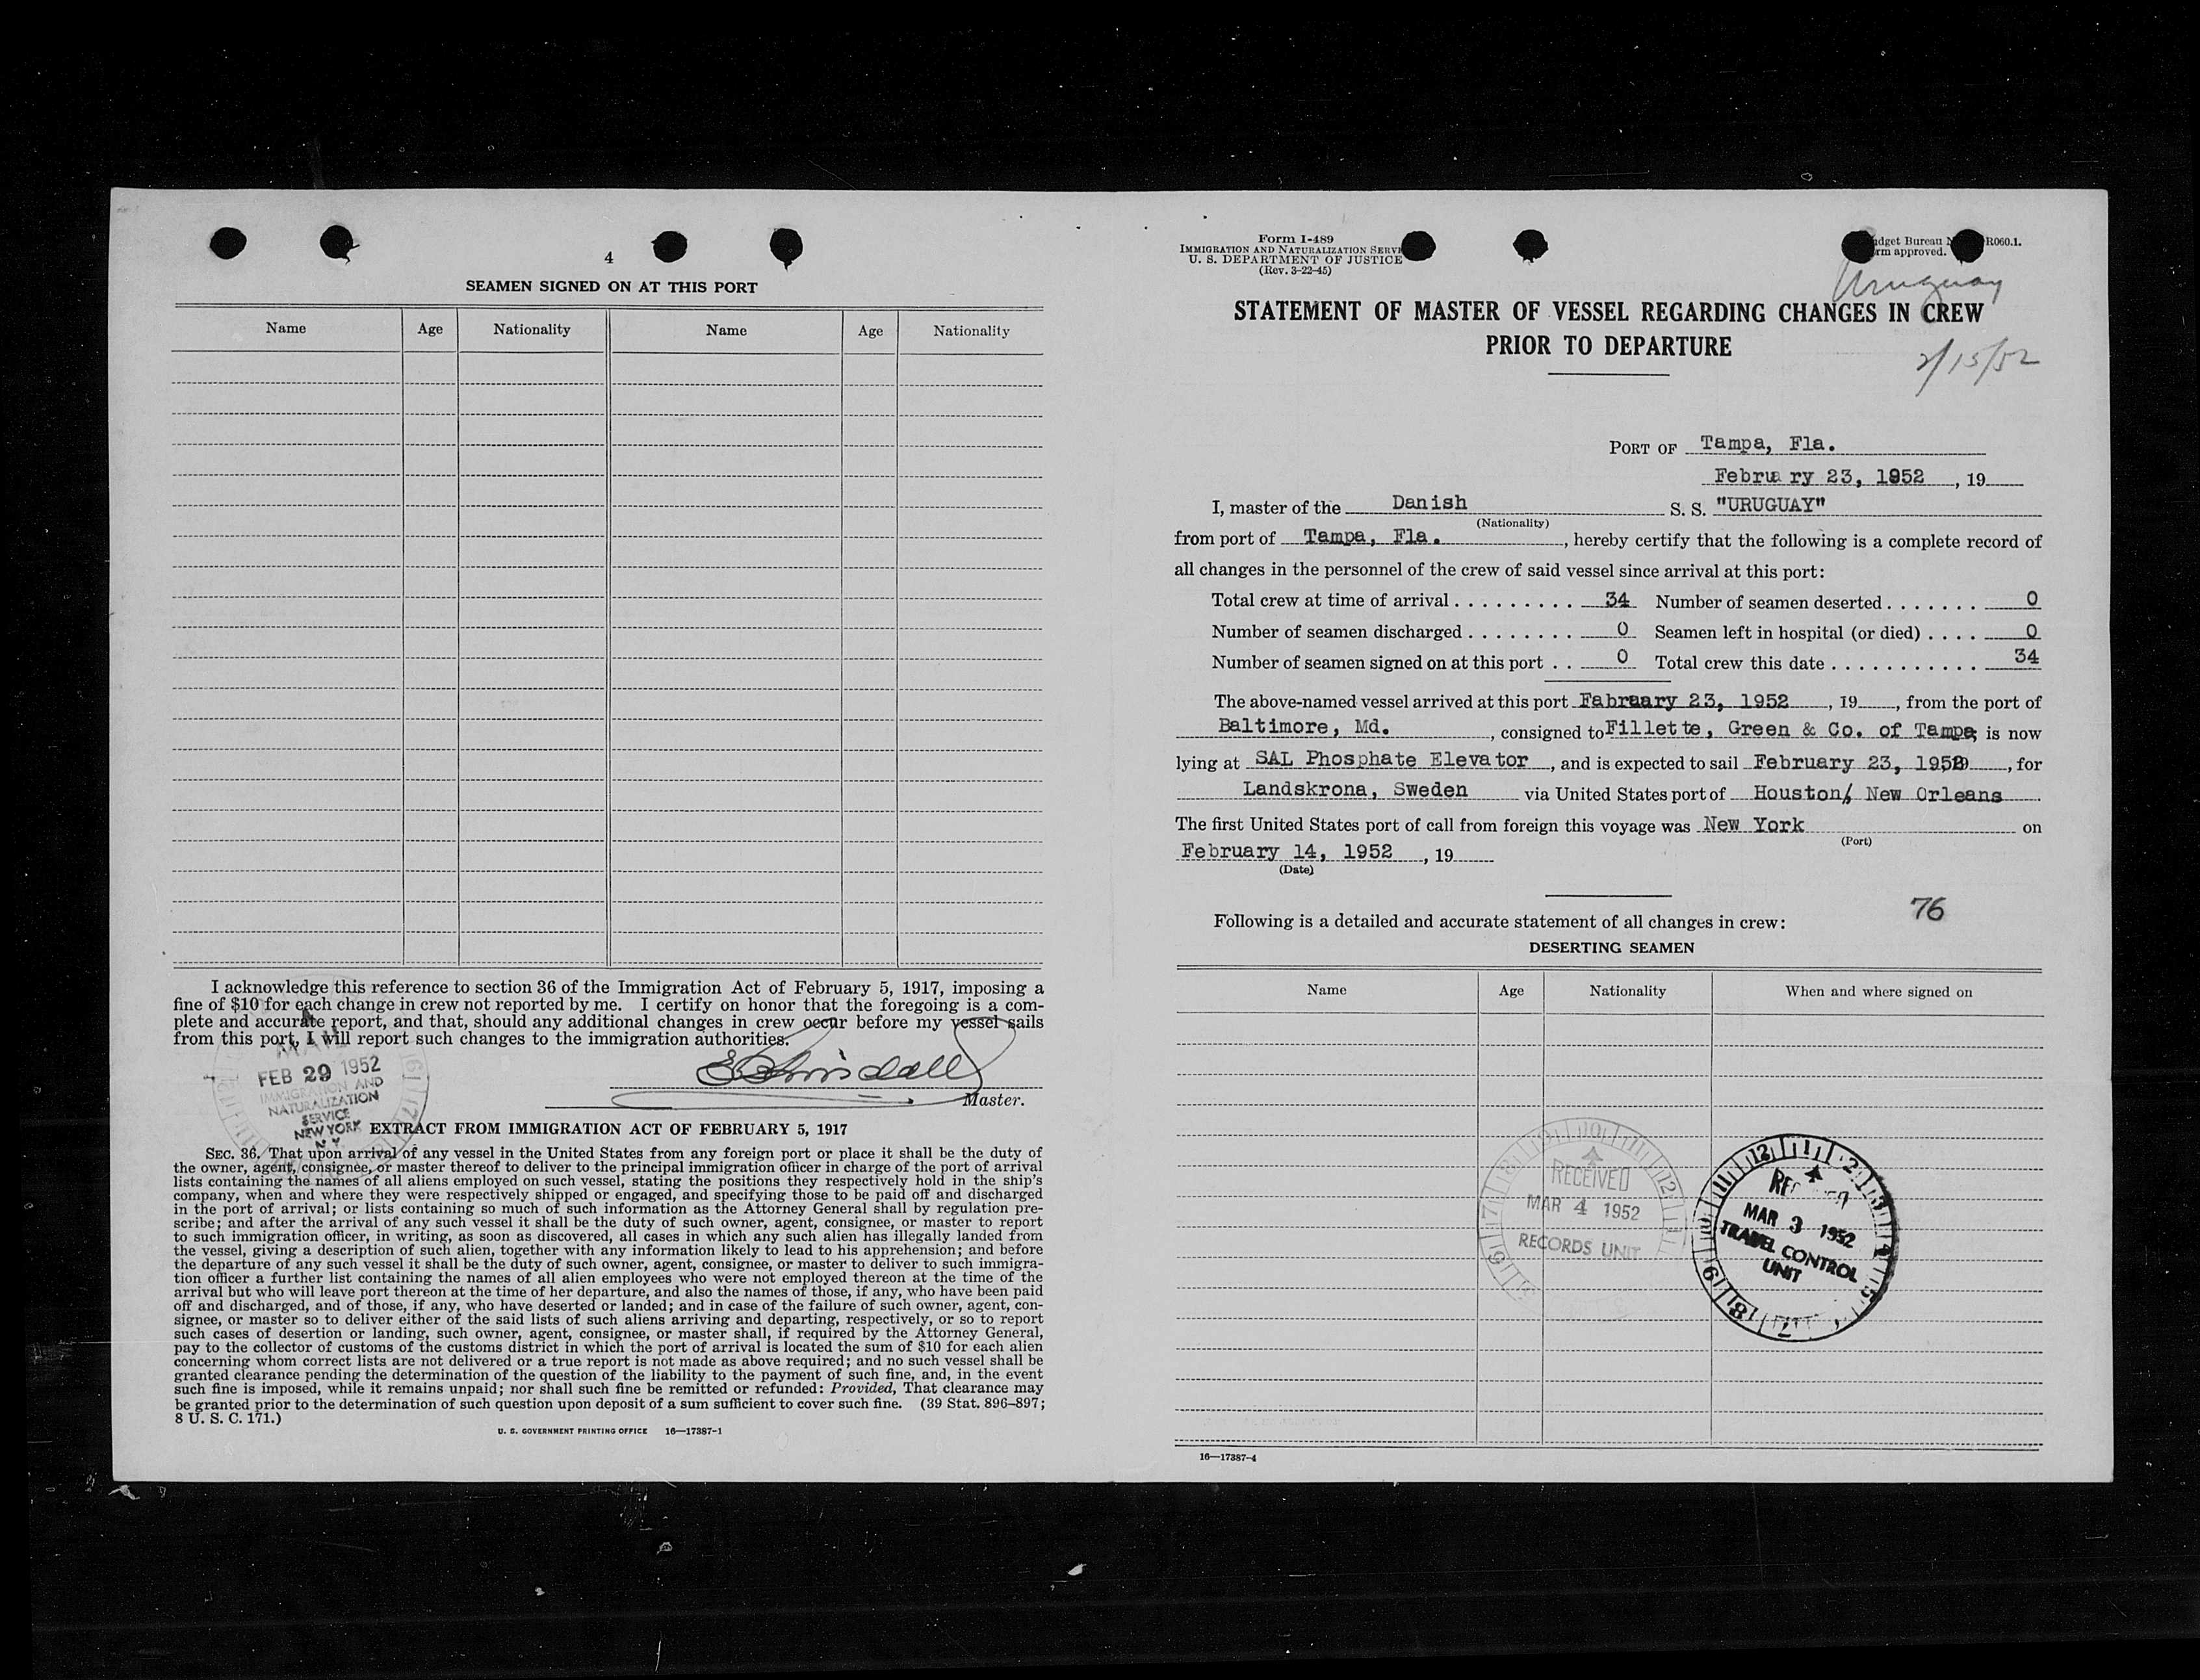 4
SEAMEN SIGNED ON AT THIS PORT
Name Age Nationality Name Age Nationality
I acknowledge this reference to section 36 of the Immigration Act of February 5, 1917, imposing a
fine of $10 for each change in crew not reported by me. I certify on honor that the foregoing is a com-
plete and accurate report, and that, should any additional changes in crew occur before my vessel sails
from this port, I will report such changes to the immigration authorities.
Master.
MAIL
FEB 29 1952
IMMIGRATION AND
NATURALIZATION
SERVICE
NEW YORK
N. Y.
EXTRACT FROM IMMIGRATION ACT OF FEBRUARY 5, 1917
SEC. 36. That upon arrival of any vessel in the United States from any foreign port or place it shall be the duty of
the owner, agent, consignee, or master thereof to deliver to the principal immigration officer in charge of the port of arrival
lists containing the names of all aliens employed on such vessel, stating the positions they respectively hold in the ship's
company, when and where they were respectively shipped or engaged, and specifying those to be paid off and discharged
in the port of arrival; or lists containing so much of such information as the Attorney General shall by regulation pre-
scribe; and after the arrival of any such vessel it shall be the duty of such owner, agent, consignee, or master to report
to such immigration officer, in writing, as soon as discovered, all cases in which any such alien has illegally landed from
the vessel, giving a description of such alien, together with any information likely to lead to his apprehension; and before
the departure of any such vessel it shall be the duty of such owner, agent, consignee, or master to deliver to such immigra-
tion officer a further list containing the names of all alien employees who were not employed thereon at the time of the
arrival but who will leave port thereon at the time of her departure, and also the names of those, if any, who have been paid
off and discharged, and of those, if any, who have deserted or landed; and in case of the failure of such owner, agent, con-
signee, or master so to deliver either of the said lists of such aliens arriving and departing, respectively, or so to report
such cases of desertion or landing, such owner, agent, consignee, or master shall, if required by the Attorney General,
pay to the collector of customs of the customs district in which the port of arrival is located the sum of $10 for each alien
concerning whom correct lists are not delivered or a true report is not made as above required; and no such vessel shall be
granted clearance pending the determination of the question of the liability to the payment of such fine, and, in the event
such fine is imposed, while it remains unpaid; nor shall such fine be remitted or refunded: Provided, That clearance may
be granted prior to the determination of such question upon deposit of a sum sufficient to cover such fine. (39 Stat. 896–897;
8 U. S. C. 171.)
U. S. GOVERNMENT PRINTING OFFICE 16—17387-1
Form I-489
IMMIGRATION AND NATURALIZATION SERVI
U. S. DEPARTMENT OF JUSTICE
(Rev. 3-22-45)
dget Bureau R060.1.
rm approved.
Uruguay
STATEMENT OF MASTER OF VESSEL REGARDING CHANGES IN CREW
PRIOR TO DEPARTURE
2/15/52
PORT OF Tampa, Fla.
February 23, 1952, 19
I, master of the Danish S. S. "URUGUAY"
(Nationality)
from port of Tampa, Fla., hereby certify that the following is a complete record of
all changes in the personnel of the crew of said vessel since arrival at this port:
Total crew at time of arrival . . . . . . . . . . 34 Number of seamen deserted . . . . . . . 0
Number of seamen discharged . . . . . . . . 0 Seamen left in hospital (or died) . . . . 0
Number of seamen signed on at this port . . 0 Total crew this date . . . . . . . . . . . 34
The above-named vessel arrived at this port Fabruary 23, 1952, 19, from the port of
Baltimore, Md., consigned to Fillette, Green & Co. of Tampa; is now
lying at SAL Phosphate Elevator, and is expected to sail February 23, 1952, for
Landskrona, Sweden via United States port of Houston/ New Orleans
The first United States port of call from foreign this voyage was New York on
(Port)
February 14, 1952, 19
(Date)
76
Following is a detailed and accurate statement of all changes in crew:
DESERTING SEAMEN
Name Age Nationality When and where signed on
RECEIVED
MAR 4 1952
RECORDS UNIT
RECEIVED
MAR 3 1952
TRAVEL CONTROL
UNIT
16—17387-4